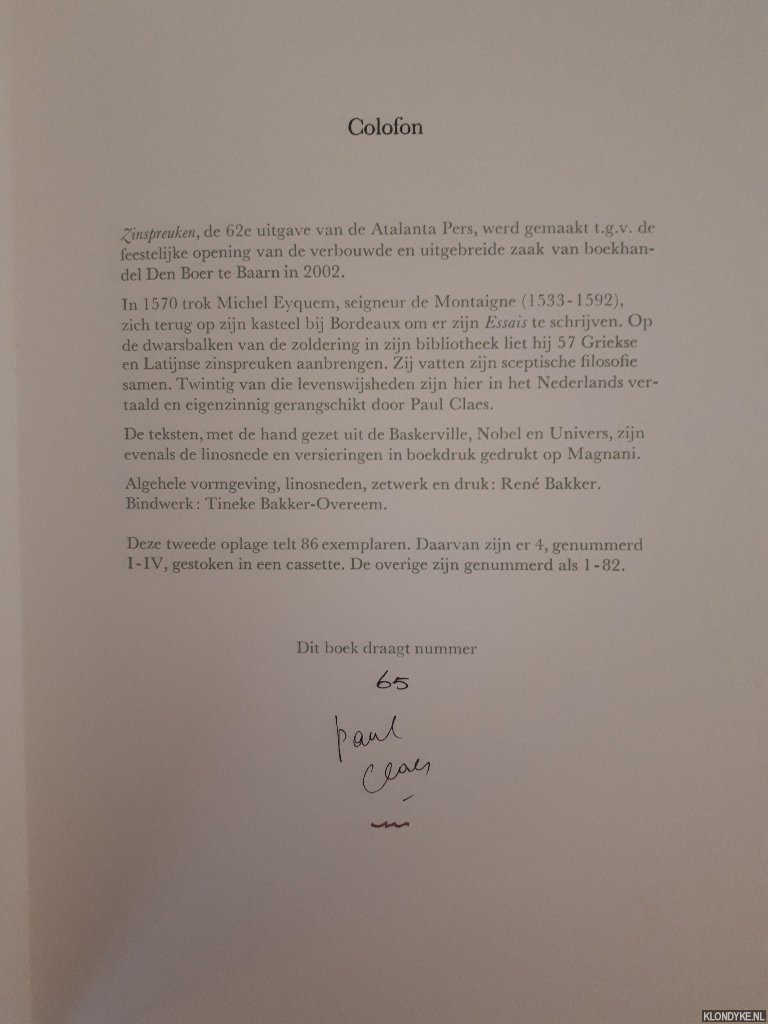 Colofon
Zinspreuken, de 62e uitgave van de Atalanta Pers, werd gemaakt t.g.v. de
feestelijke opening van de verbouwde en uitgebreide zaak van boekhan-
del Den Boer te Baarn in 2002.
In 1570 trok Michel Eyquem, seigneur de Montaigne (1533-1592),
zich terug op zijn kasteel bij Bordeaux om er zijn Essais te schrijven. Op
de dwarsbalken van de zoldering in zijn bibliotheek liet hij 57 Griekse
en Latijnse zinspreuken aanbrengen. Zij vatten zijn sceptische filosofie
samen. Twintig van die levenswijsheden zijn hier in het Nederlands ver-
taald en eigenzinnig gerangschikt door Paul Claes.
De teksten, met de hand gezet uit de Baskerville, Nobel en Univers, zijn
evenals de linosnede en versieringen in boekdruk gedrukt op Magnani.
Algehele vormgeving, linosneden, zetwerk en druk: René Bakker.
Bindwerk: Tineke Bakker-Overeem.
Deze tweede oplage telt 86 exemplaren. Daarvan zijn er 4, genummerd
I-IV, gestoken in een cassette. De overige zijn genummerd als 1-82.
Dit boek draagt nummer
65
Paul
Claes
KLONDYKE.NL